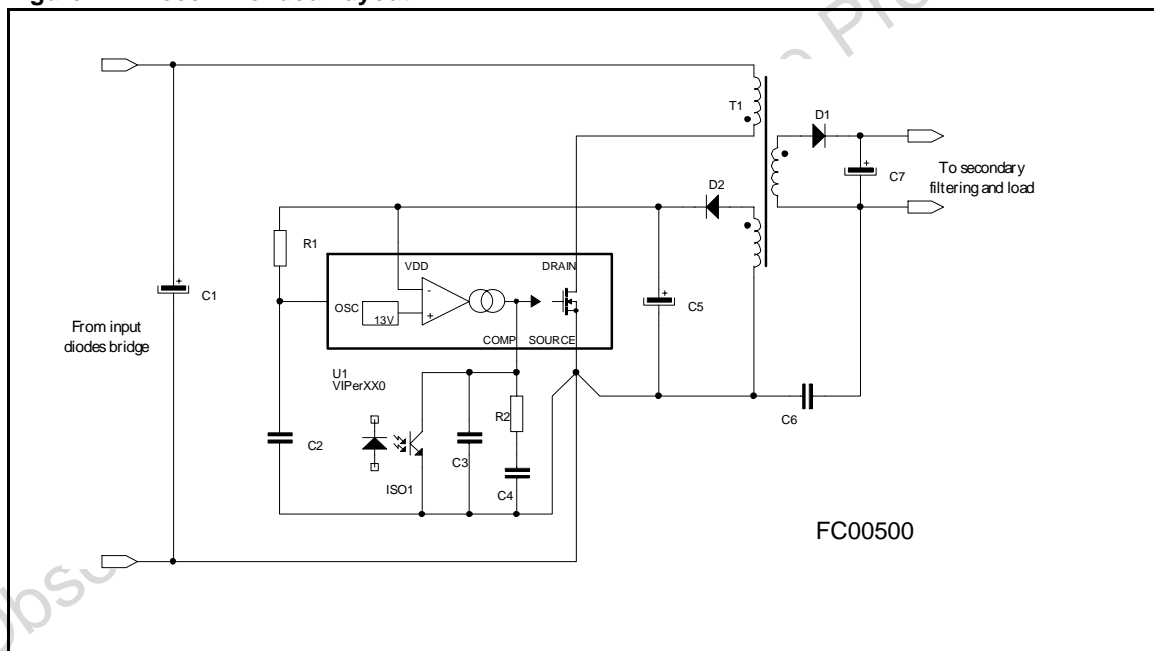 T1
D1
+
C7
To secondary
filtering and load
D2
R1
VDD
DRAIN
-
+
C1
OSC
13V
+
+
C5
From input
diodes bridge
COMP
SOURCE
U1
VIPerXX0
R2
C6
C2
C3
ISO1
C4
FC00500